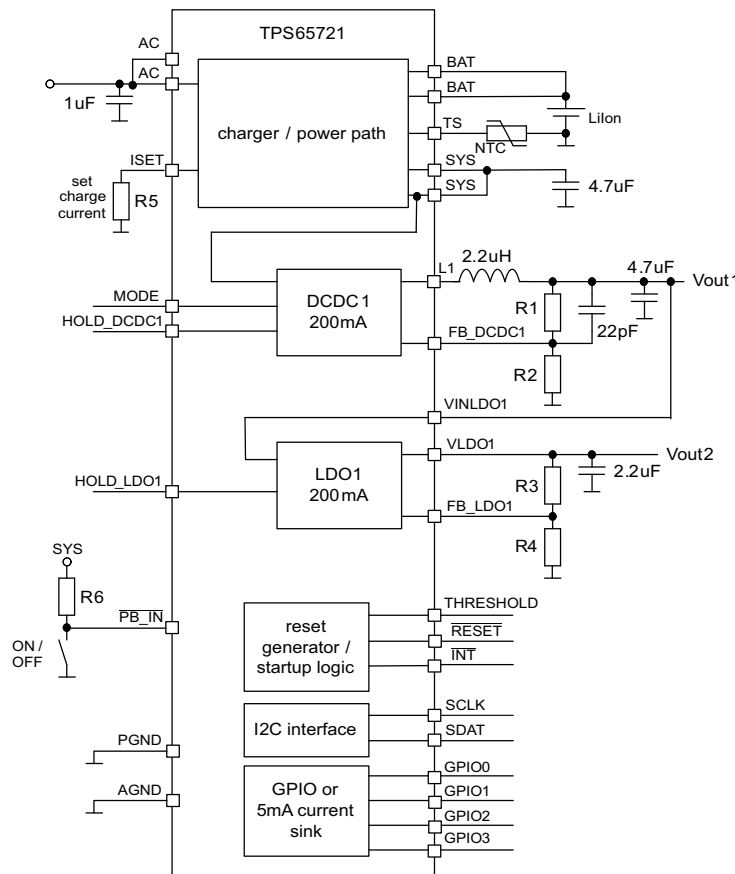 TPS65721
AC
AC
1uF
charger / power path
BAT
BAT
TS
NTC
LiIon
SYS
SYS
4.7uF
ISET
set
charge
current
R5
L1
2.2uH
4.7uF
Vout1
MODE
HOLD_DCDC1
DCDC1
200mA
R1
22pF
FB_DCDC1
R2
VINLDO1
VLDO1
Vout2
HOLD_LDO1
LDO1
200mA
R3
2.2uF
FB_LDO1
R4
SYS
R6
PB_IN
ON /
OFF
reset
generator /
startup logic
THRESHOLD
RESET
INT
I2C interface
SCLK
SDAT
PGND
AGND
GPIO or
5mA current
sink
GPIO0
GPIO1
GPIO2
GPIO3